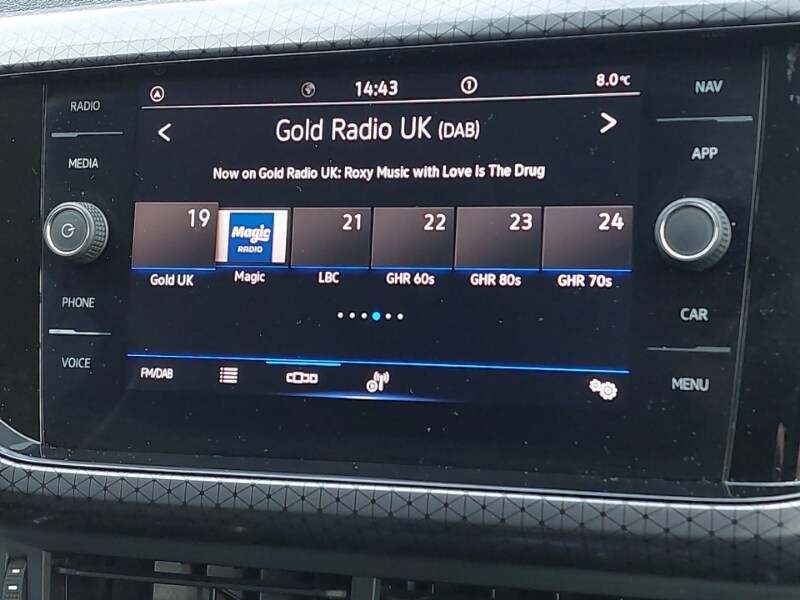 RADIO
MEDIA
PHONE
VOICE
14:43
1
8.0°C
< Gold Radio UK (DAB) >
Now on Gold Radio UK: Roxy Music with Love Is The Drug
19 Magic RADIO 21 22 23 24
Gold UK Magic LBC GHR 60s GHR 80s GHR 70s
FM/DAB
NAV
APP
CAR
MENU